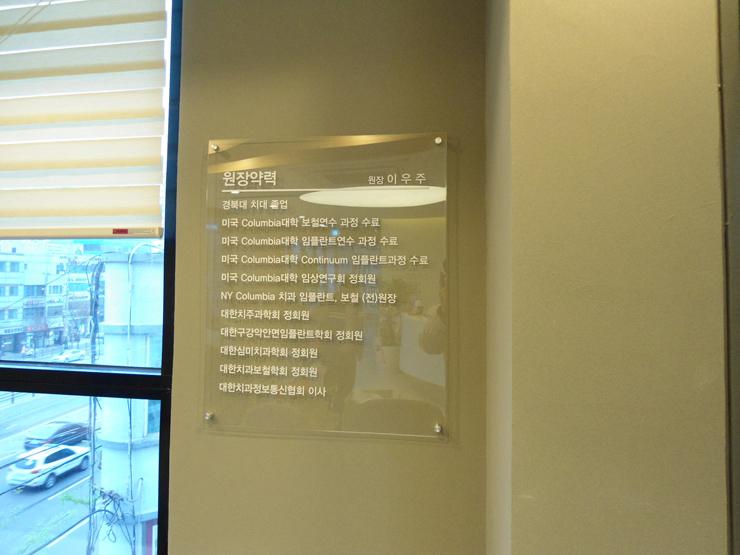 원장약력
원장 이 우 주
경북대 치대 졸업
미국 Columbia대학 보철연수 과정 수료
미국 Columbia대학 임플란트연수 과정 수료
미국 Columbia대학 Continuum 임플란트과정 수료
미국 Columbia대학 임상연구회 정회원
NY Columbia 치과 임플란트, 보철 (전)원장
대한치주과학회 정회원
대한구강악안면임플란트학회 정회원
대한심미치과학회 정회원
대한치과보철학회 정회원
대한치과정보통신협회 이사